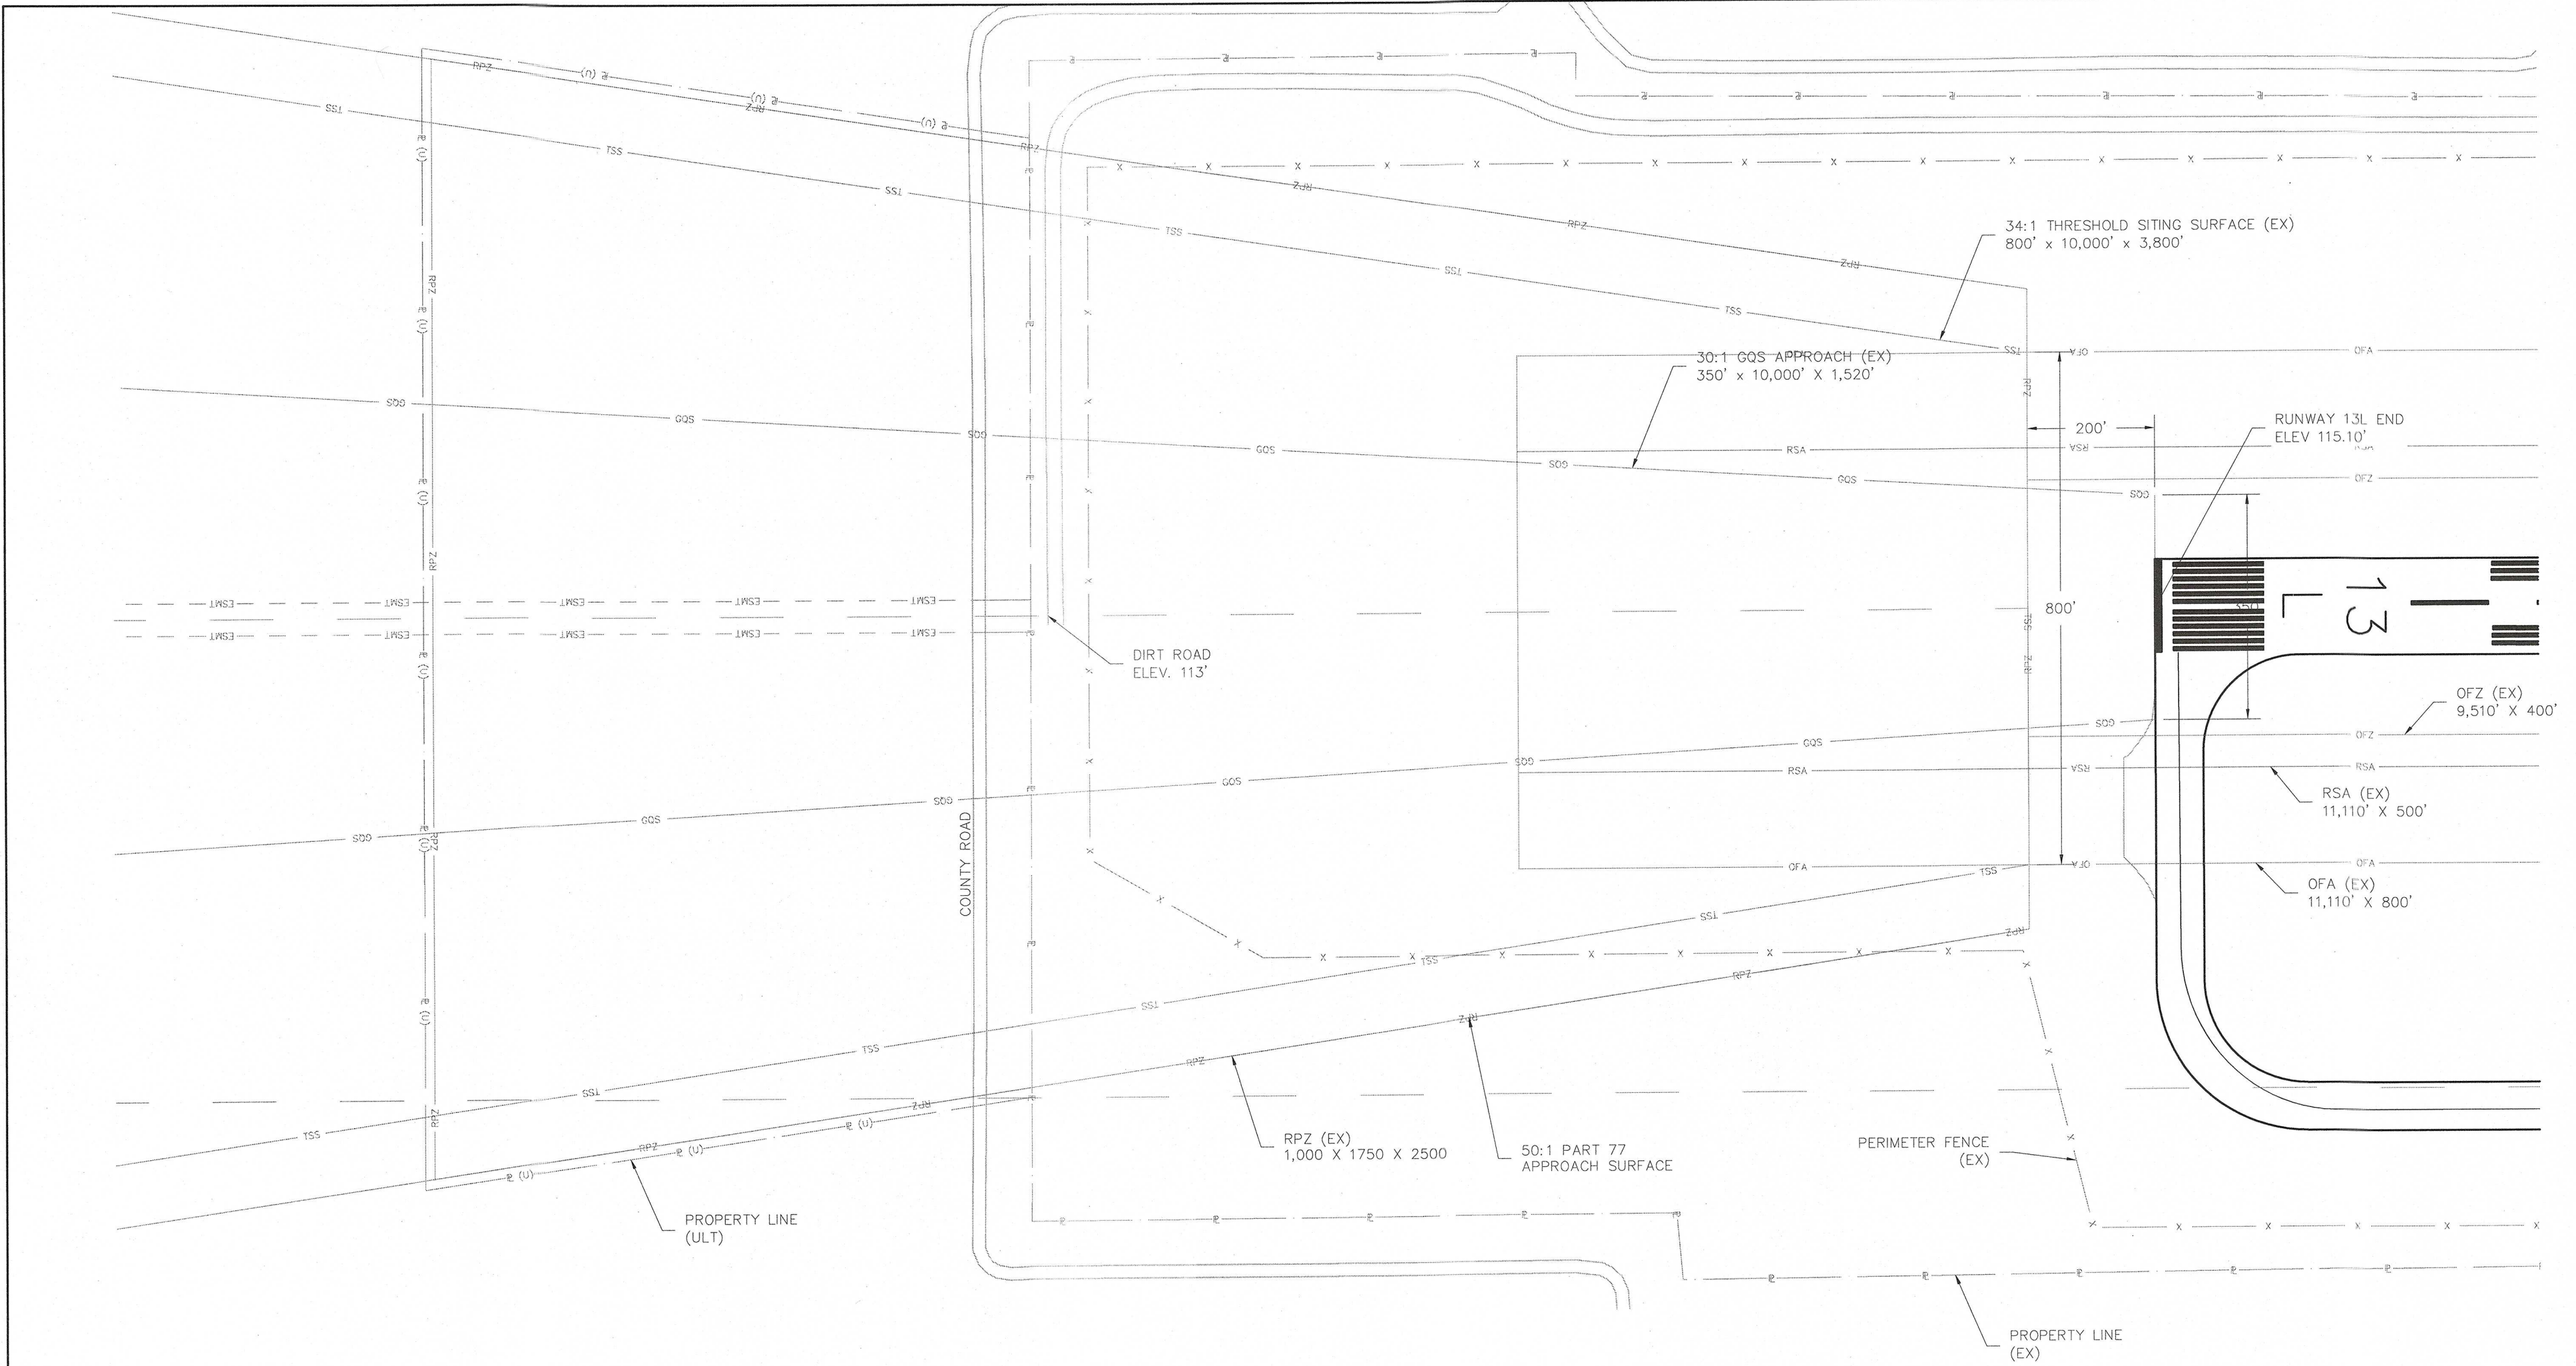 34:1 THRESHOLD SITING SURFACE (EX)
800' x 10,000' x 3,800'
30:1 GQS APPROACH (EX)
350' x 10,000' X 1,520'
200'
RUNWAY 13L END
ELEV 115.10'
800'
350'
13
L
DIRT ROAD
ELEV. 113'
OFZ (EX)
9,510' X 400'
RSA (EX)
11,110' X 500'
OFA (EX)
11,110' X 800'
COUNTY ROAD
RPZ (EX)
1,000 X 1750 X 2500
50:1 PART 77
APPROACH SURFACE
PERIMETER FENCE
(EX)
PROPERTY LINE
(ULT)
PROPERTY LINE
(EX)
RPZ
TSS
GQS
ESMT
OFA
RSA
OFZ
PL (U)
PL
X